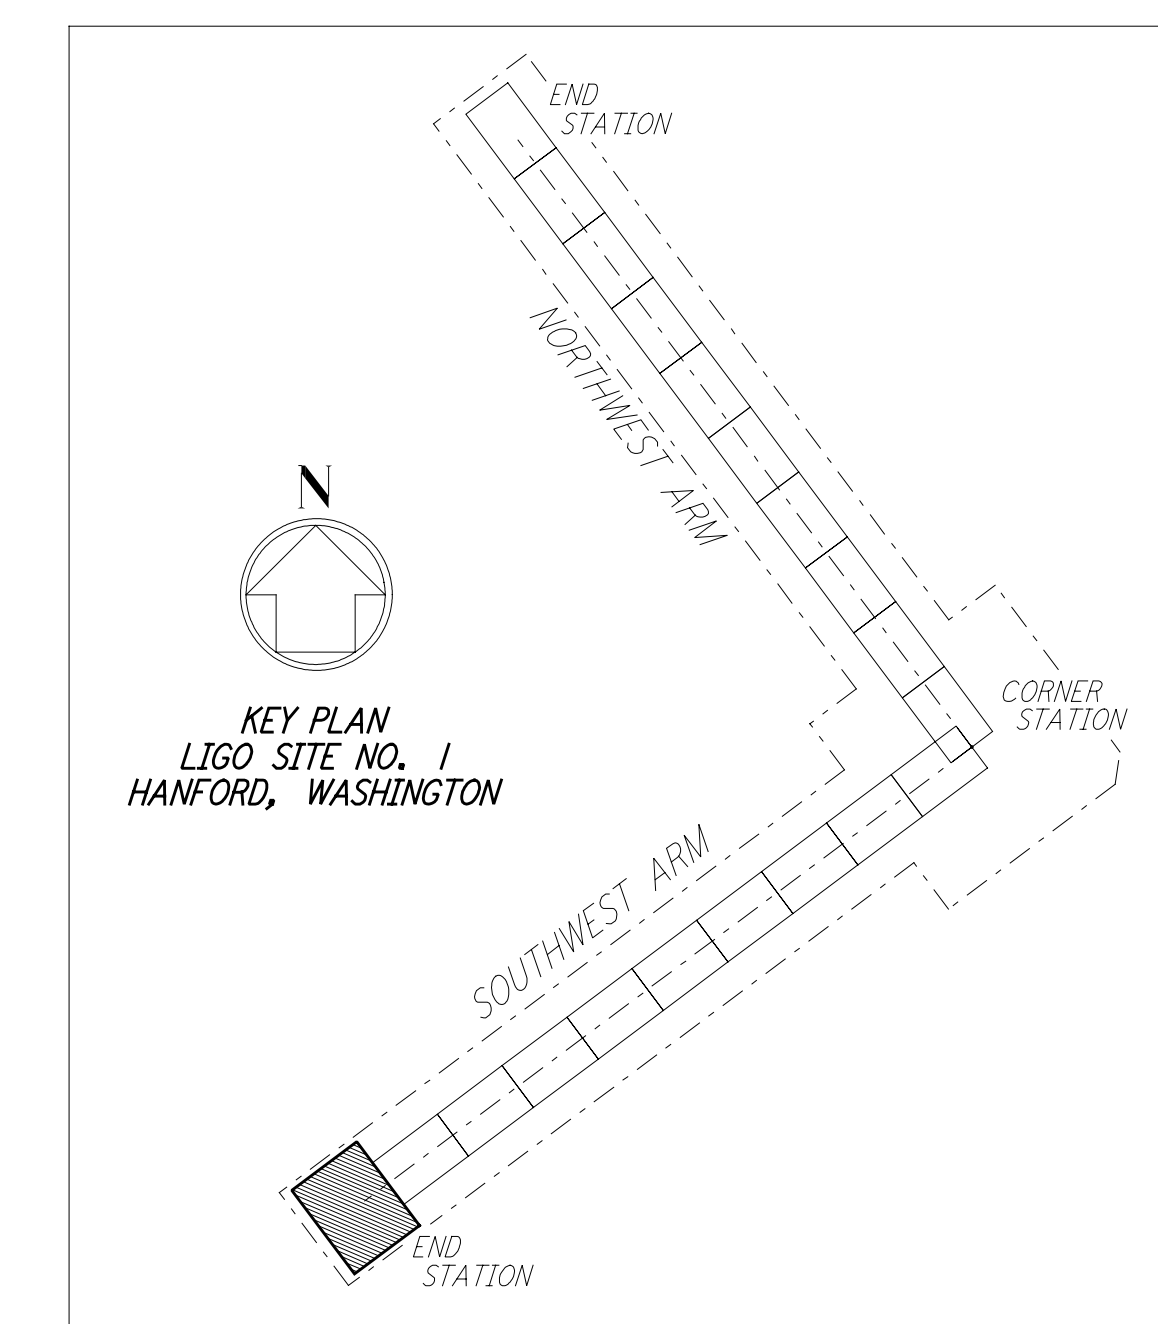 END
STATION
NORTHWEST ARM
N
KEY PLAN
LIGO SITE NO. 1
HANFORD, WASHINGTON
CORNER
STATION
SOUTHWEST ARM
END
STATION